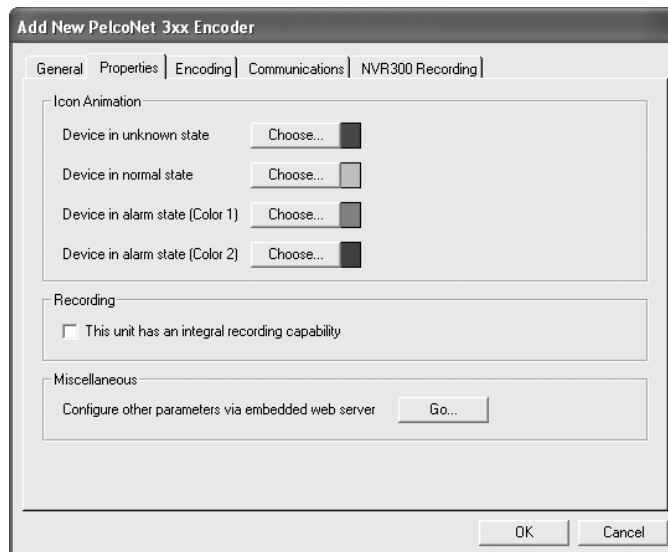 Add New PelcoNet 3xx Encoder
General Properties Encoding Communications NVR300 Recording
Icon Animation
Device in unknown state Choose...
Device in normal state Choose...
Device in alarm state (Color 1) Choose...
Device in alarm state (Color 2) Choose...
Recording
This unit has an integral recording capability
Miscellaneous
Configure other parameters via embedded web server Go...
OK Cancel